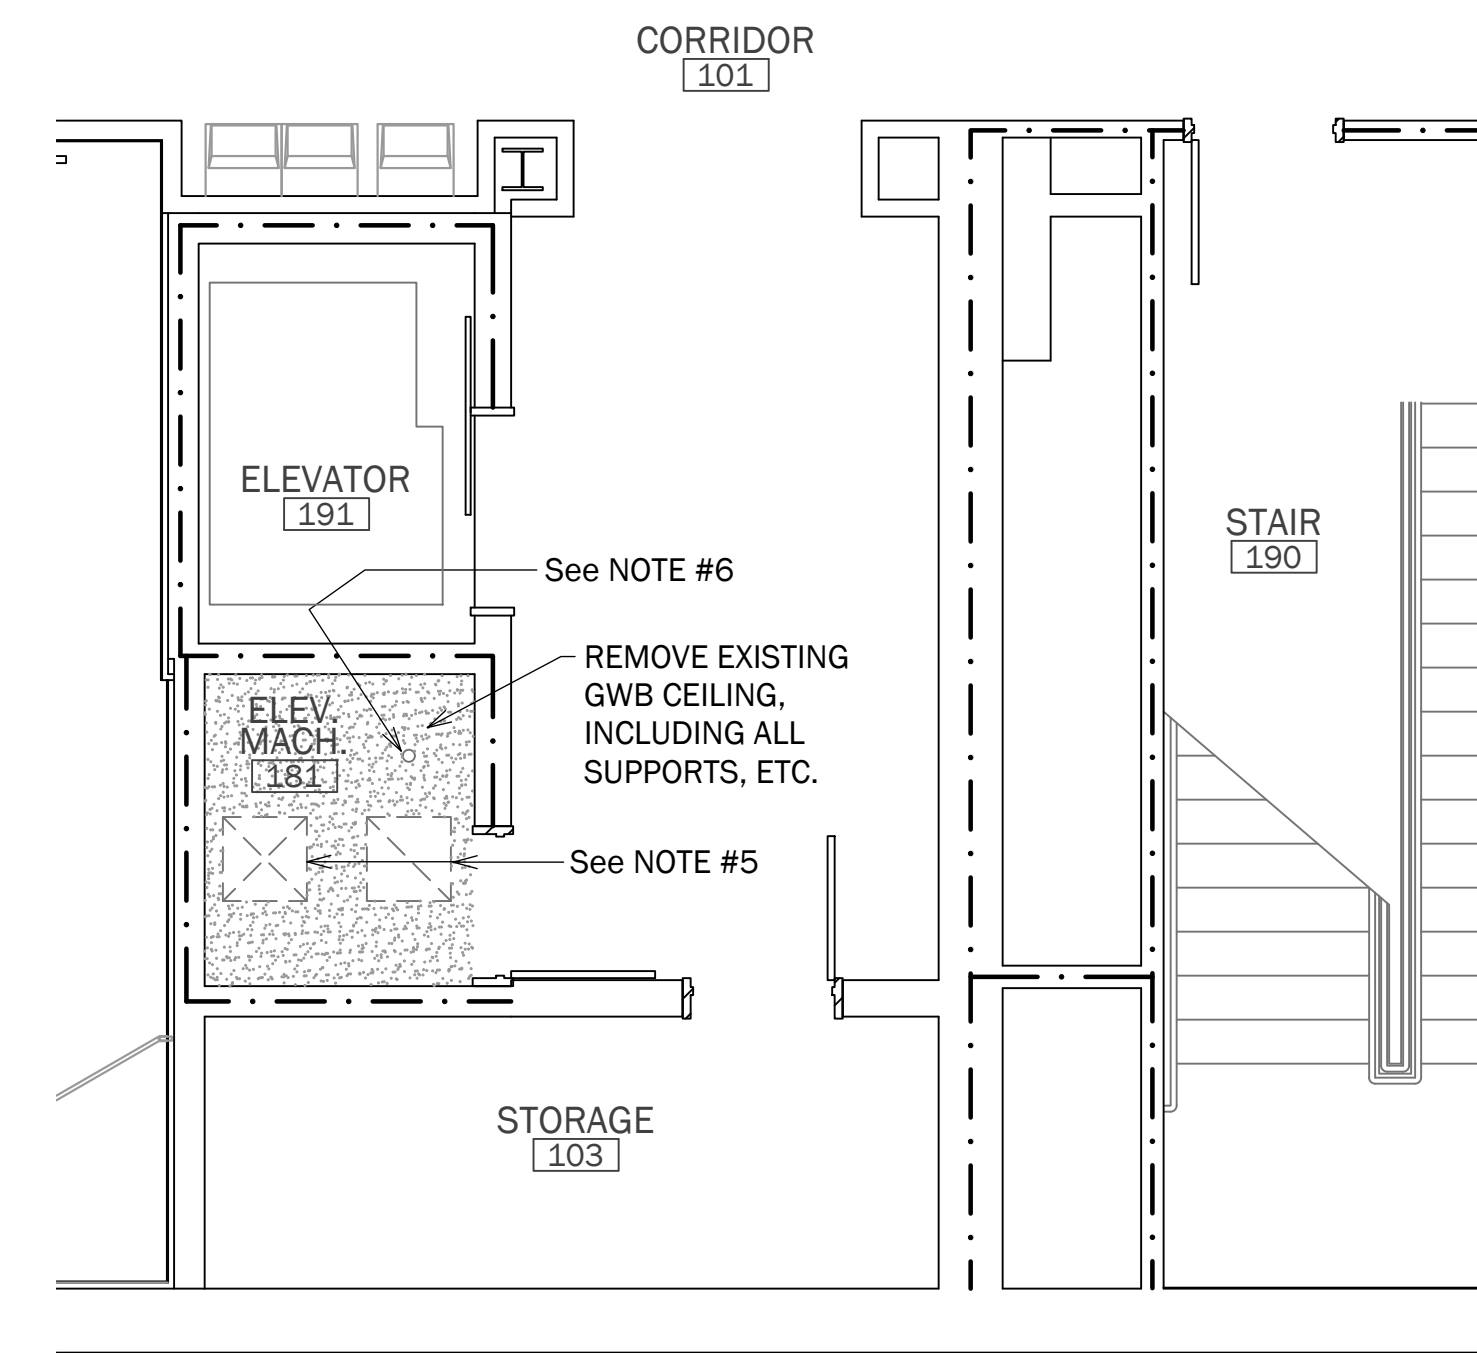 CORRIDOR
101
ELEVATOR
191
STAIR
190
See NOTE #6
REMOVE EXISTING
GWB CEILING,
INCLUDING ALL
SUPPORTS, ETC.
ELEV.
MACH.
181
See NOTE #5
STORAGE
103